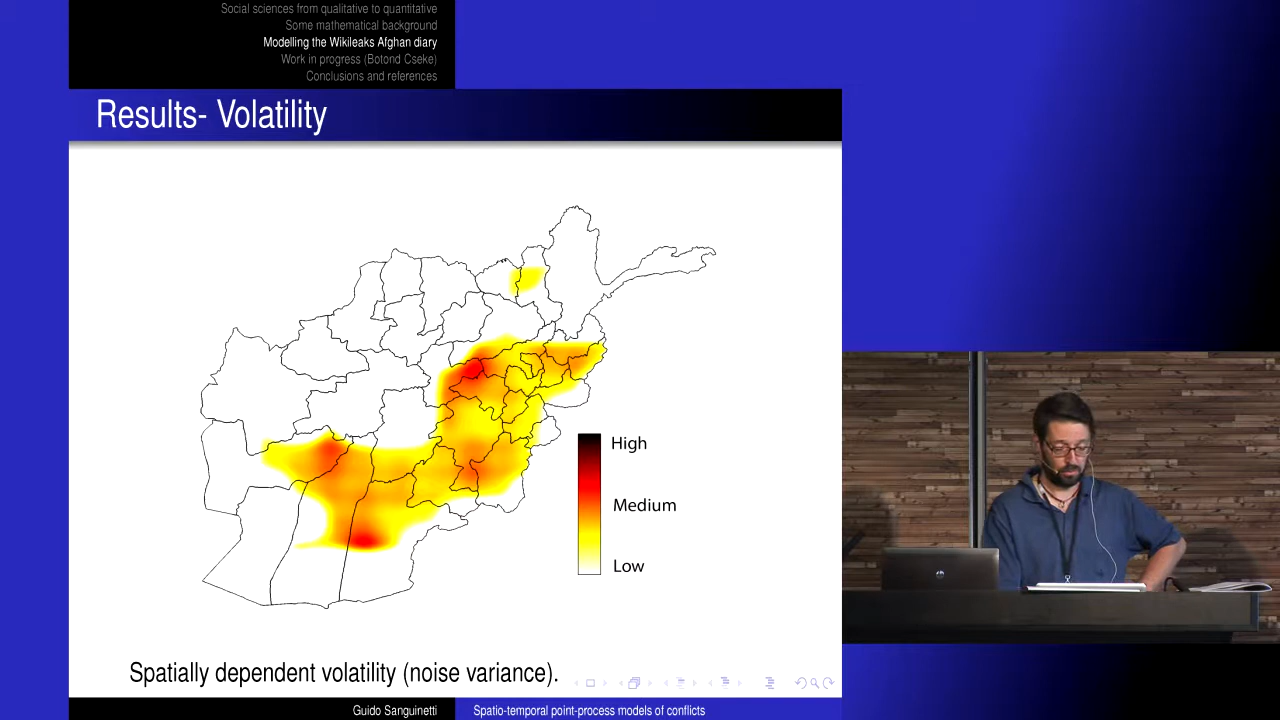 Social sciences from qualitative to quantitative
Some mathematical background
Modelling the Wikileaks Afghan diary
Work in progress (Botond Cseke)
Conclusions and references
Results- Volatility
High
Medium
Low
Spatially dependent volatility (noise variance).
Guido Sanguinetti
Spatio-temporal point-process models of conflicts